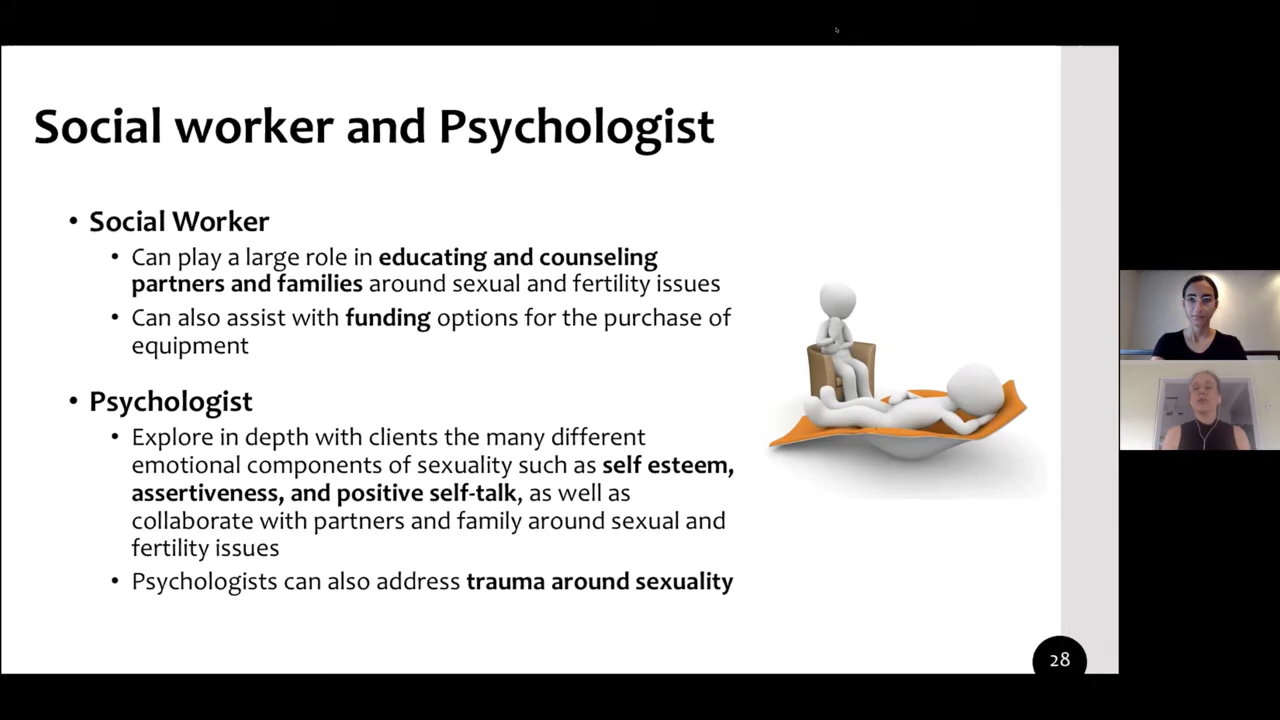 Social worker and Psychologist
• Social Worker
• Can play a large role in educating and counseling
partners and families around sexual and fertility issues
• Can also assist with funding options for the purchase of
equipment
• Psychologist
• Explore in depth with clients the many different
emotional components of sexuality such as self esteem,
assertiveness, and positive self-talk, as well as
collaborate with partners and family around sexual and
fertility issues
• Psychologists can also address trauma around sexuality
28